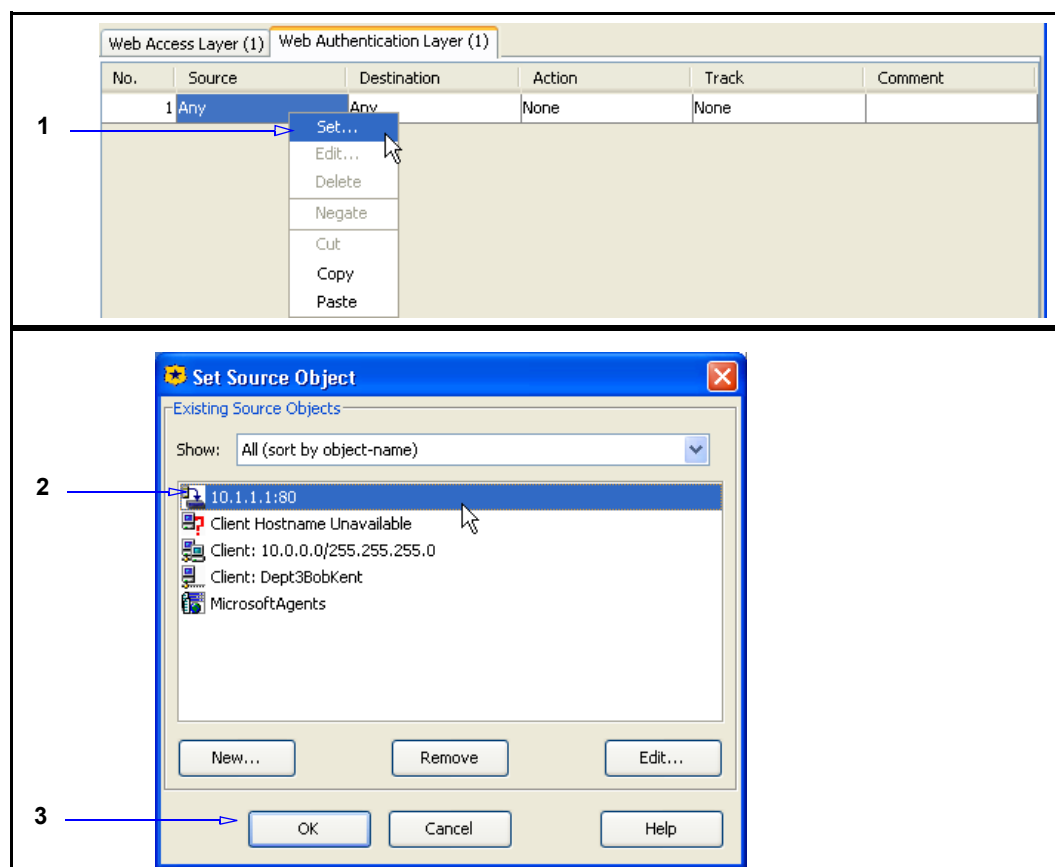 Web Access Layer (1) Web Authentication Layer (1)
No. Source Destination Action Track Comment
1 Any Any None None
1
Set...
Edit...
Delete
Negate
Cut
Copy
Paste
Set Source Object
Existing Source Objects
Show: All (sort by object-name)
2
10.1.1.1:80
Client Hostname Unavailable
Client: 10.0.0.0/255.255.255.0
Client: Dept3BobKent
MicrosoftAgents
New... Remove Edit...
3
OK Cancel Help